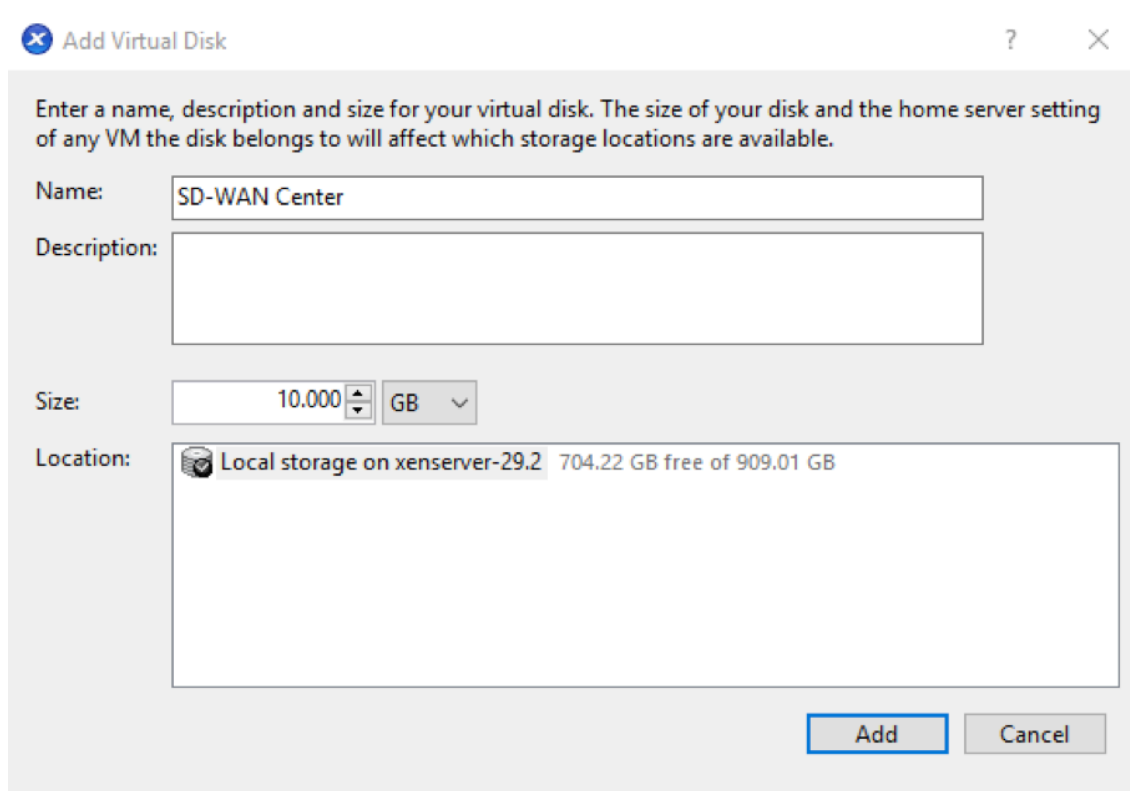 Add Virtual Disk
?
Enter a name, description and size for your virtual disk. The size of your disk and the home server setting
of any VM the disk belongs to will affect which storage locations are available.
Name: SD-WAN Center
Description:
Size: 10.000 GB
Location: Local storage on xenserver-29.2 704.22 GB free of 909.01 GB
Add Cancel